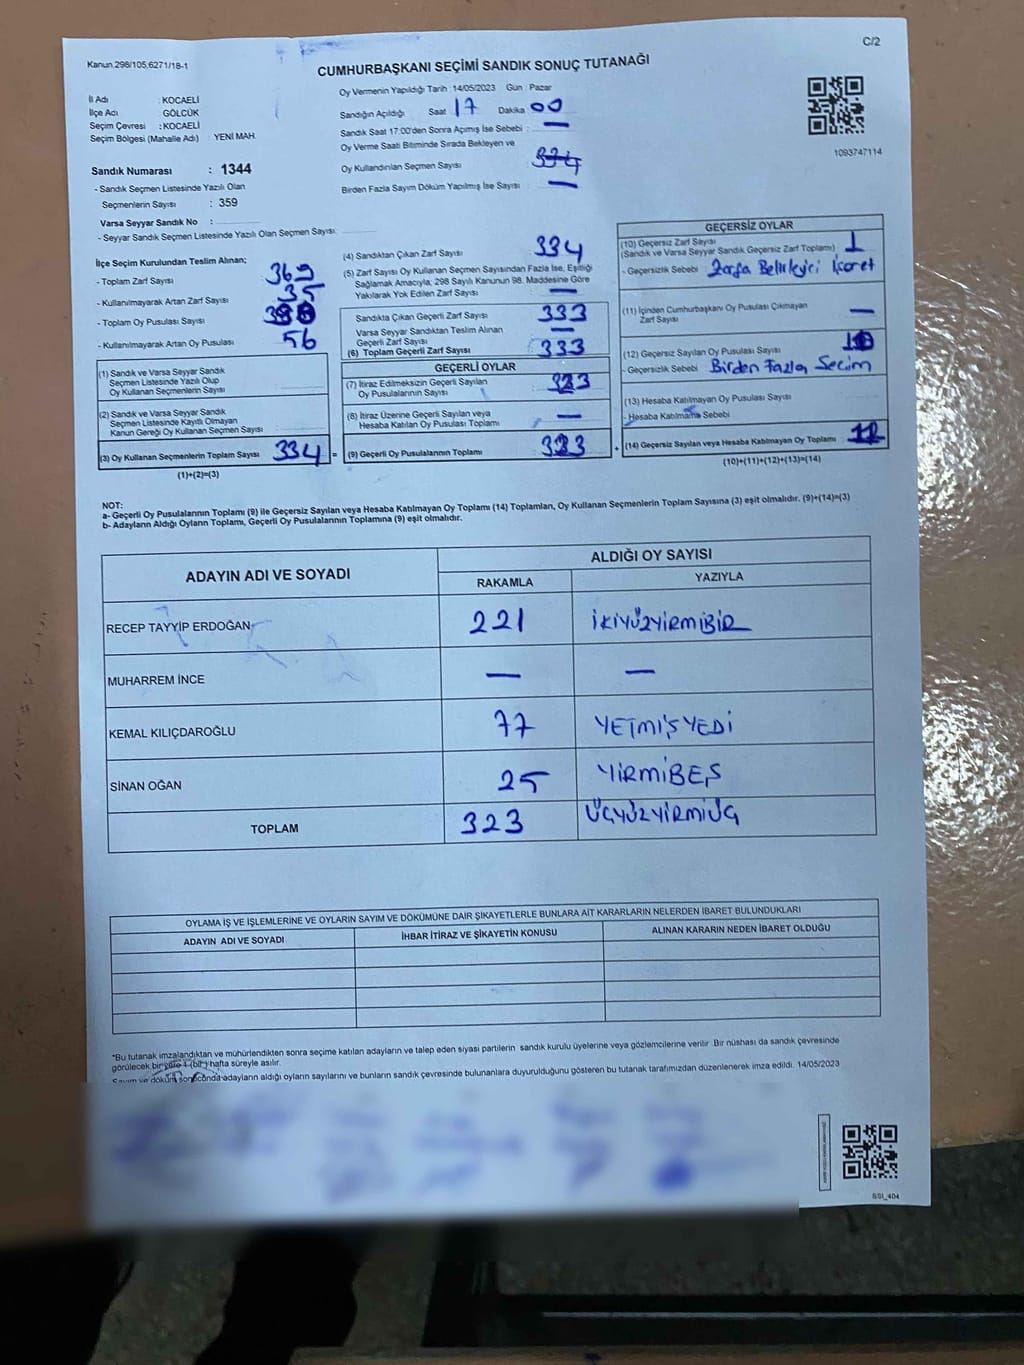 Kanun 298/105,6271/18-1
C/2
CUMHURBAŞKANI SEÇİMİ SANDIK SONUÇ TUTANAĞI
İl Adı : KOCAELİ
İlçe Adı : GÖLCÜK
Seçim Çevresi : KOCAELİ
Seçim Bölgesi (Mahalle Adı) : YENİ MAH.
Sandık Numarası : 1344
- Sandık Seçmen Listesinde Yazılı Olan
Seçmenlerin Sayısı : 359
Varsa Seyyar Sandık No :
- Seyyar Sandık Seçmen Listesinde Yazılı Olan Seçmen Sayısı:
Oy Vermenin Yapıldığı Tarih : 14/05/2023 Gün : Pazar
Sandığın Açıldığı Saat 17 Dakika 00
Sandık Saat 17:00'den Sonra Açılmış İse Sebebi : —
Oy Verme Saati Bitiminde Sırada Bekleyen ve
Oy Kullandırılan Seçmen Sayısı 334
Birden Fazla Sayım Döküm Yapılmış İse Sayısı —
1093747114
İlçe Seçim Kurulundan Teslim Alınan;
- Toplam Zarf Sayısı 369
- Kullanılmayarak Artan Zarf Sayısı 35
- Toplam Oy Pusulası Sayısı
- Kullanılmayarak Artan Oy Pusulası 56
(1) Sandık ve Varsa Seyyar Sandık
Seçmen Listesinde Yazılı Olup
Oy Kullanan Seçmen Sayısı
(2) Sandık ve Varsa Seyyar Sandık
Seçmen Listesinde Kayıtlı Olmayan
Kanun Gereği Oy Kullanan Seçmen Sayısı
(3) Oy Kullanan Seçmenlerin Toplam Sayısı 334
(1)+(2)=(3)
(4) Sandıktan Çıkan Zarf Sayısı 334
(5) Zarf Sayısı Oy Kullanan Seçmen Sayısından Fazla İse, Eşitliği
Sağlamak Amacıyla; 298 Sayılı Kanunun 98. Maddesine Göre
Yakılarak Yok Edilen Zarf Sayısı —
Sandıkta Çıkan Geçerli Zarf Sayısı 333
Varsa Seyyar Sandıktan Teslim Alınan
Geçerli Zarf Sayısı —
(6) Toplam Geçerli Zarf Sayısı 333
GEÇERLİ OYLAR
(7) İtiraz Edilmeksizin Geçerli Sayılan
Oy Pusulalarının Sayısı 323
(8) İtiraz Üzerine Geçerli Sayılan veya
Hesaba Katılan Oy Pusulası Toplamı —
= (9) Geçerli Oy Pusulalarının Toplamı 323
GEÇERSİZ OYLAR
(10) Geçersiz Zarf Sayısı
(Sandık ve Varsa Seyyar Sandık Geçersiz Zarf Toplamı) 1
- Geçersizlik Sebebi Zarfa Belirleyici İşaret
(11) İçinden Cumhurbaşkanı Oy Pusulası Çıkmayan
Zarf Sayısı —
(12) Geçersiz Sayılan Oy Pusulası Sayısı 10
- Geçersizlik Sebebi Birden Fazla Seçim
(13) Hesaba Katılmayan Oy Pusulası Sayısı
- Hesaba Katılmama Sebebi
+ (14) Geçersiz Sayılan veya Hesaba Katılmayan Oy Toplamı
(10)+(11)+(12)+(13)=(14)
NOT:
a- Geçerli Oy Pusulalarının Toplamı (9) ile Geçersiz Sayılan veya Hesaba Katılmayan Oy Toplamı (14) Toplamları, Oy Kullanan Seçmenlerin Toplam Sayısına (3) eşit olmalıdır. (9)+(14)=(3)
b- Adayların Aldığı Oyların Toplamı, Geçerli Oy Pusulalarının Toplamına (9) eşit olmalıdır.
ADAYIN ADI VE SOYADI
ALDIĞI OY SAYISI
RAKAMLA YAZIYLA
RECEP TAYYİP ERDOĞAN 221 İKİYÜZYİRMİBİR
MUHARREM İNCE — —
KEMAL KILIÇDAROĞLU 77 YETMİŞYEDİ
SİNAN OĞAN 25 YİRMİBEŞ
TOPLAM 323 ÜÇYÜZYİRMİÜÇ
OYLAMA İŞ VE İŞLEMLERİNE VE OYLARIN SAYIM VE DÖKÜMÜNE DAİR ŞİKAYETLERLE BUNLARA AİT KARARLARIN NELERDEN İBARET BULUNDUKLARI
ADAYIN ADI VE SOYADI İHBAR İTİRAZ VE ŞİKAYETİN KONUSU ALINAN KARARIN NEDEN İBARET OLDUĞU
*Bu tutanak imzalandıktan ve mühürlendikten sonra seçime katılan adayların ve talep eden siyasi partilerin sandık kurulu üyelerine veya gözlemcilerine verilir. Bir nüshası da sandık çevresinde
görülecek bir yere 1 (bir) hafta süreyle asılır.
Sayım ve döküm sonucunda adayların aldığı oyların sayılarını ve bunların sandık çevresinde bulunanlara duyurulduğunu gösteren bu tutanak tarafımızdan düzenlenerek imza edildi. 14/05/2023
SSI_404